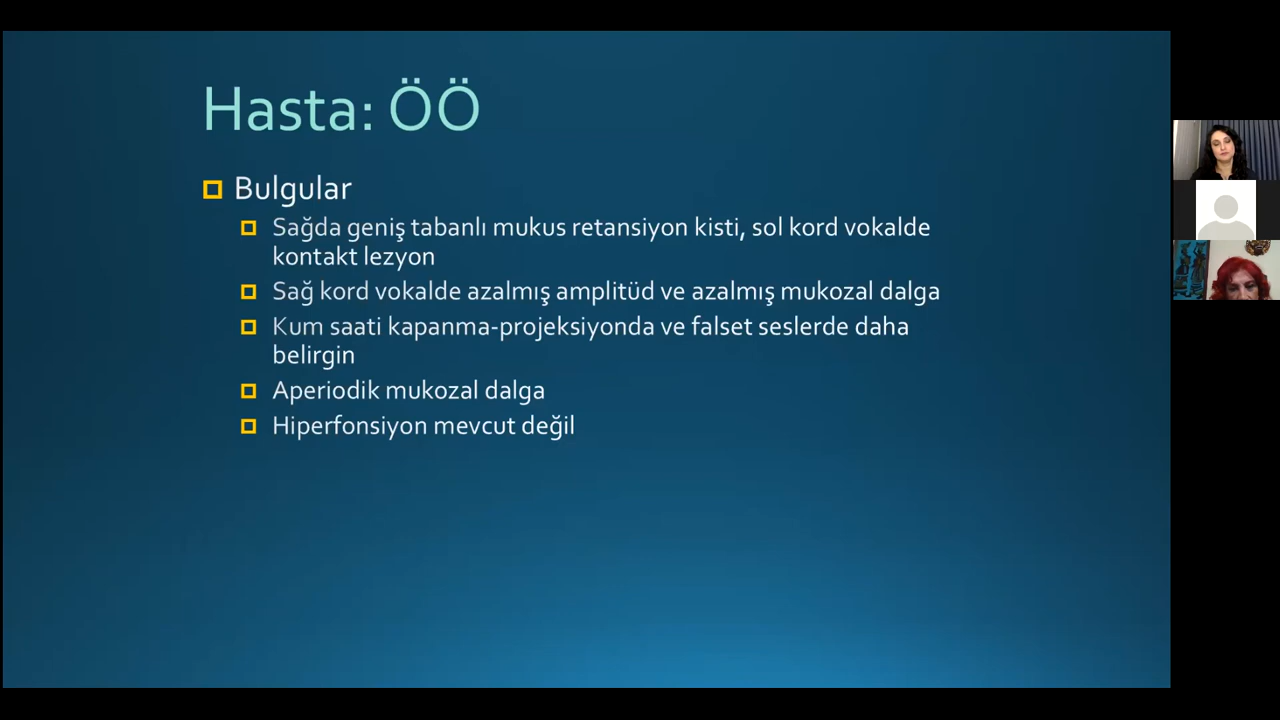 Hasta: ÖÖ
Bulgular
Sağda geniş tabanlı mukus retansiyon kisti, sol kord vokalde
kontakt lezyon
Sağ kord vokalde azalmış amplitüd ve azalmış mukozal dalga
Kum saati kapanma-projeksiyonda ve falset seslerde daha
belirgin
Aperiodik mukozal dalga
Hiperfonsiyon mevcut değil